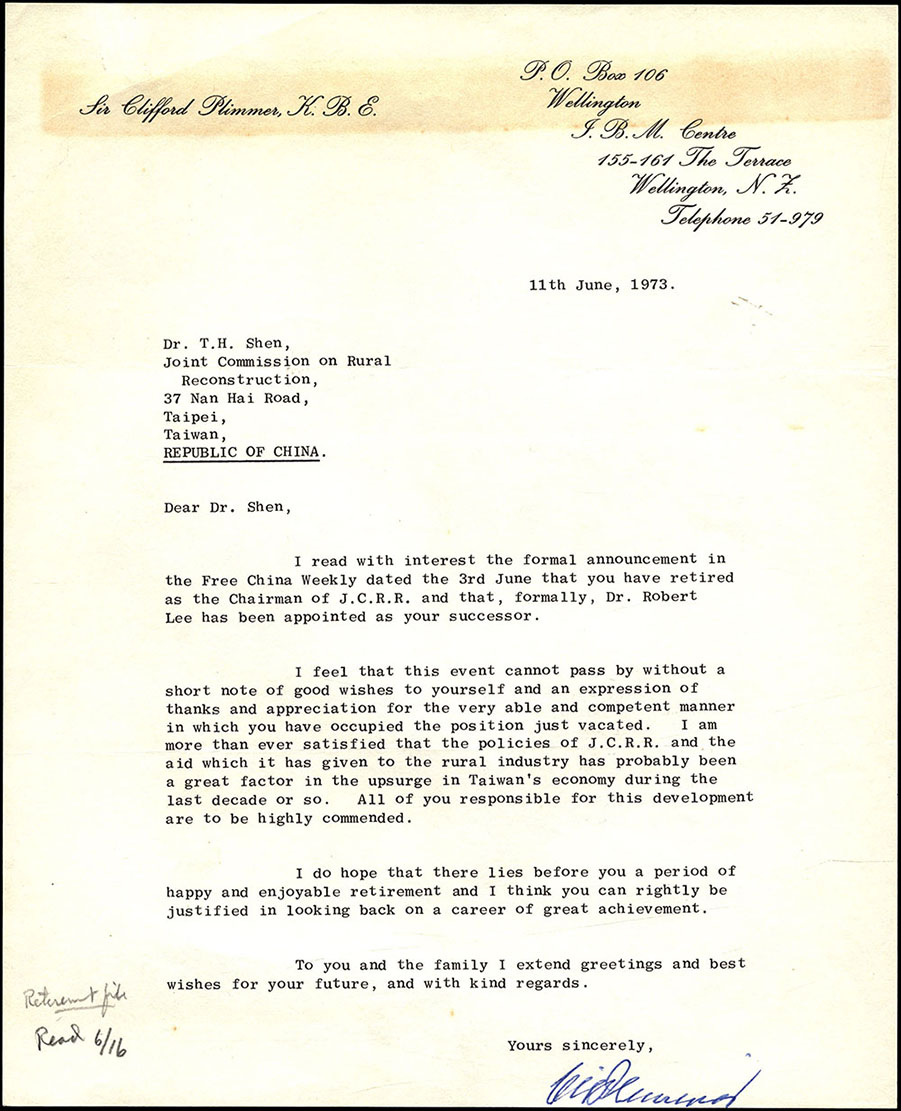 Sir Clifford Plimmer, K. B. E.
P. O. Box 106
Wellington
I. B. M. Centre
155-161 The Terrace
Wellington, N. Z.
Telephone 51-979
11th June, 1973.
Dr. T.H. Shen,
Joint Commission on Rural
Reconstruction,
37 Nan Hai Road,
Taipei,
Taiwan,
REPUBLIC OF CHINA.
Dear Dr. Shen,
I read with interest the formal announcement in
the Free China Weekly dated the 3rd June that you have retired
as the Chairman of J.C.R.R. and that, formally, Dr. Robert
Lee has been appointed as your successor.
I feel that this event cannot pass by without a
short note of good wishes to yourself and an expression of
thanks and appreciation for the very able and competent manner
in which you have occupied the position just vacated. I am
more than ever satisfied that the policies of J.C.R.R. and the
aid which it has given to the rural industry has probably been
a great factor in the upsurge in Taiwan's economy during the
last decade or so. All of you responsible for this development
are to be highly commended.
I do hope that there lies before you a period of
happy and enjoyable retirement and I think you can rightly be
justified in looking back on a career of great achievement.
To you and the family I extend greetings and best
wishes for your future, and with kind regards.
Retirement file
Read 6/16
Yours sincerely,